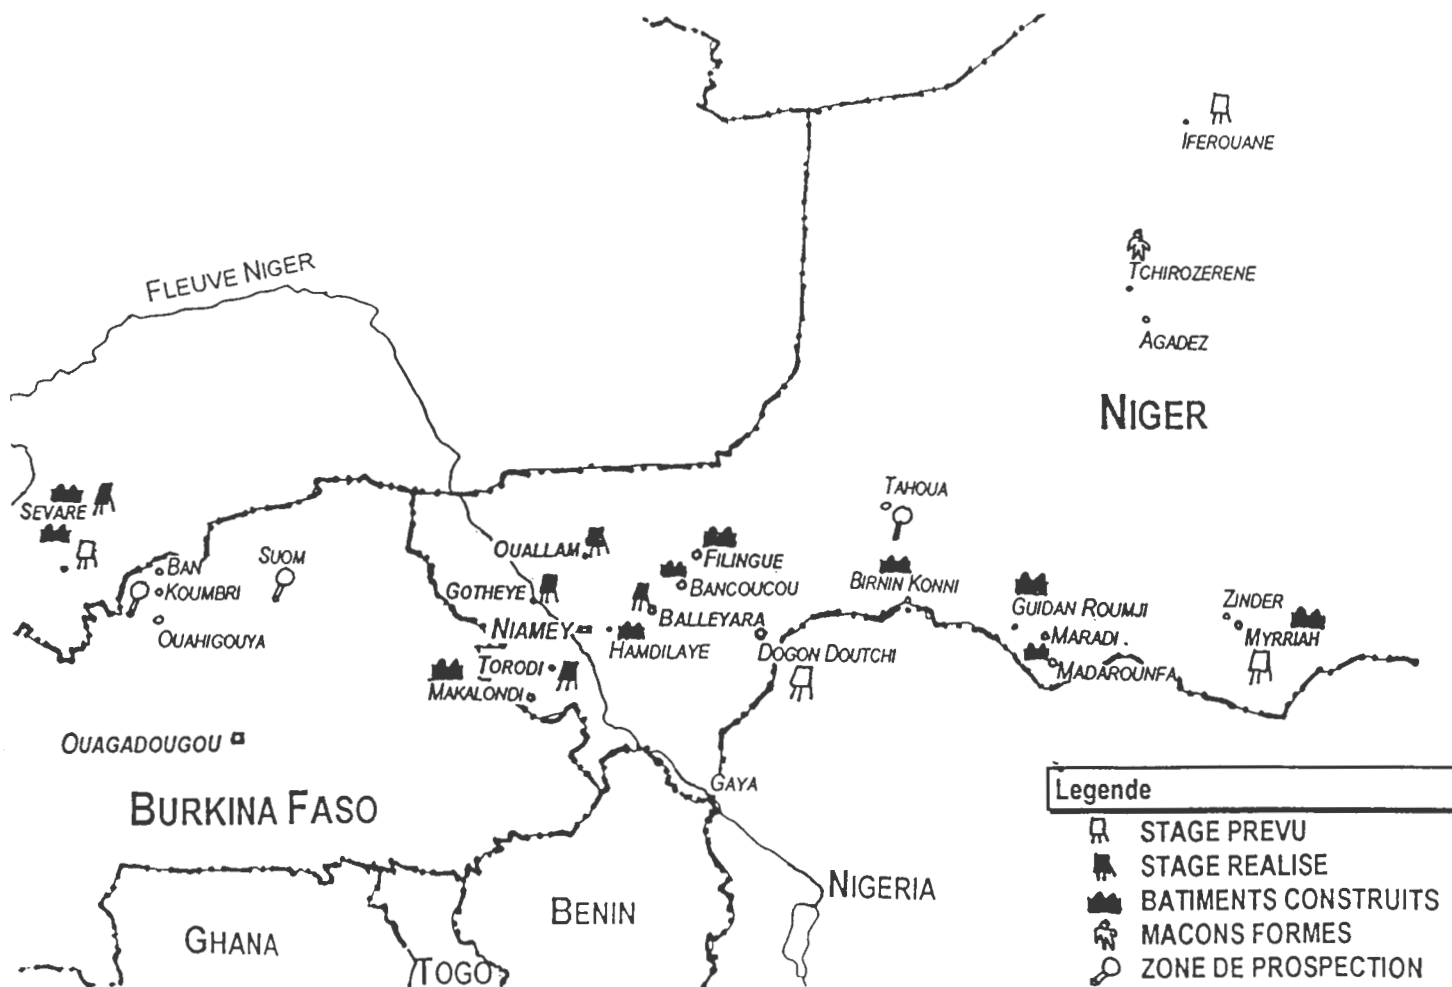 IFEROUANE
TCHIROZERENE
FLEUVE NIGER
AGADEZ
NIGER
TAHOUA
SEVARE
OUALLAM
FILINGUE
SUOM
BAN
KOUMBRI
GOTHEYE
BANCOUCOU
BIRNIN KONNI
GUIDAN ROUMJI
ZINDER
OUAHIGOUYA
NIAMEY
BALLEYARA
HAMDILAYE
MARADI
MYRRIAH
DOGON DOUTCHI
TORODI
MADAROUNFA
MAKALONDI
OUAGADOUGOU
GAYA
BURKINA FASO
NIGERIA
BENIN
GHANA
TOGO
Legende
STAGE PREVU
STAGE REALISE
BATIMENTS CONSTRUITS
MACONS FORMES
ZONE DE PROSPECTION